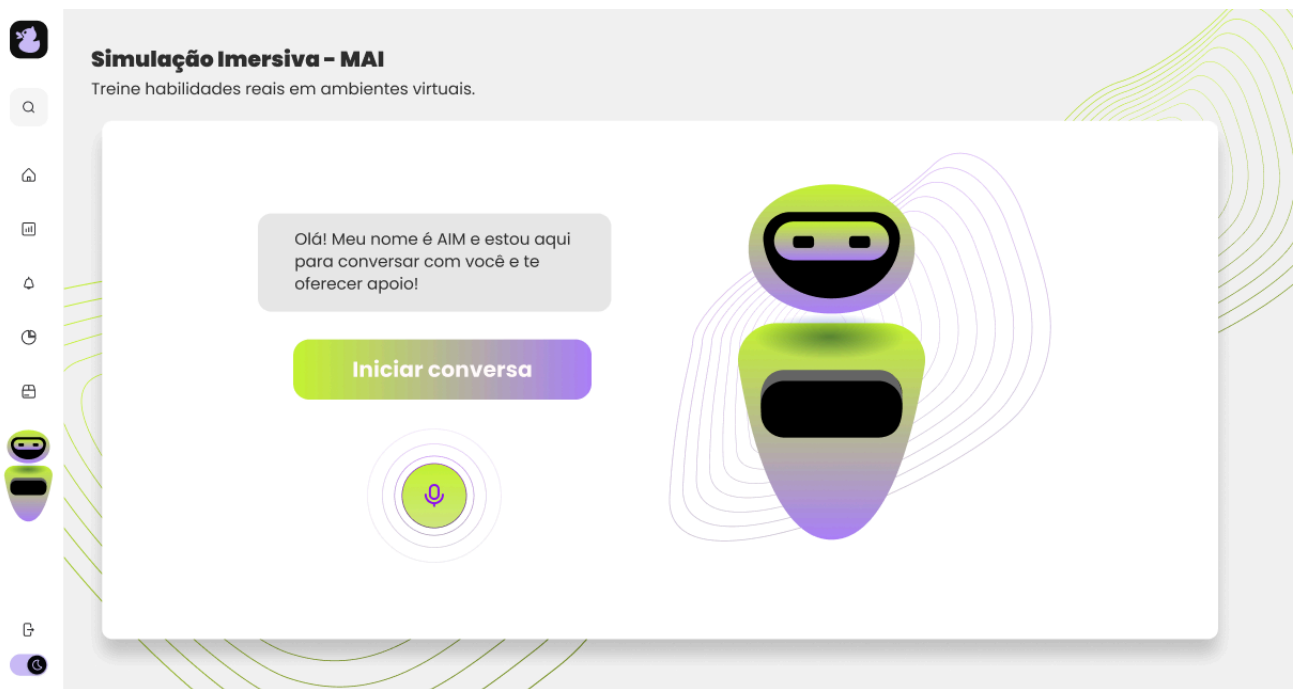 Simulação Imersiva - MAI
Treine habilidades reais em ambientes virtuais.
Olá! Meu nome é AIM e estou aqui
para conversar com você e te
oferecer apoio!
Iniciar conversa